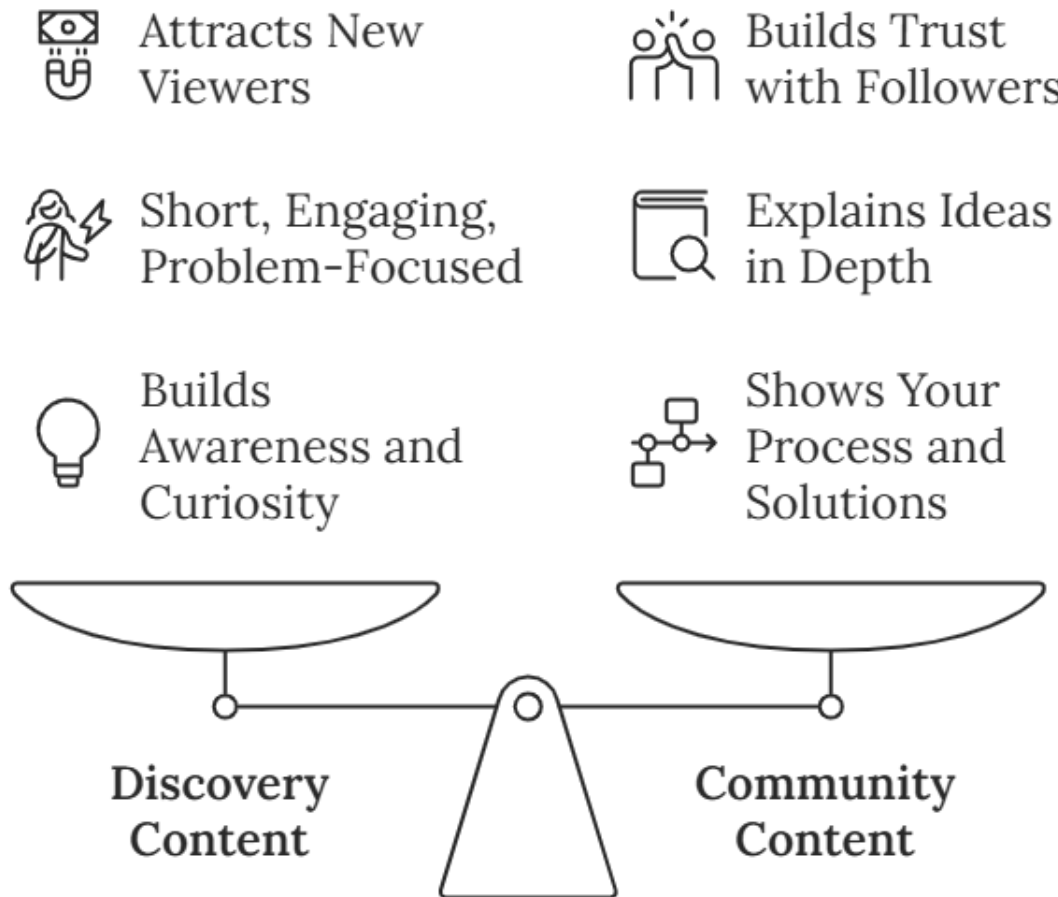 Attracts New
Viewers
Short, Engaging,
Problem-Focused
Builds
Awareness and
Curiosity
Discovery
Content
Builds Trust
with Followers
Explains Ideas
in Depth
Shows Your
Process and
Solutions
Community
Content